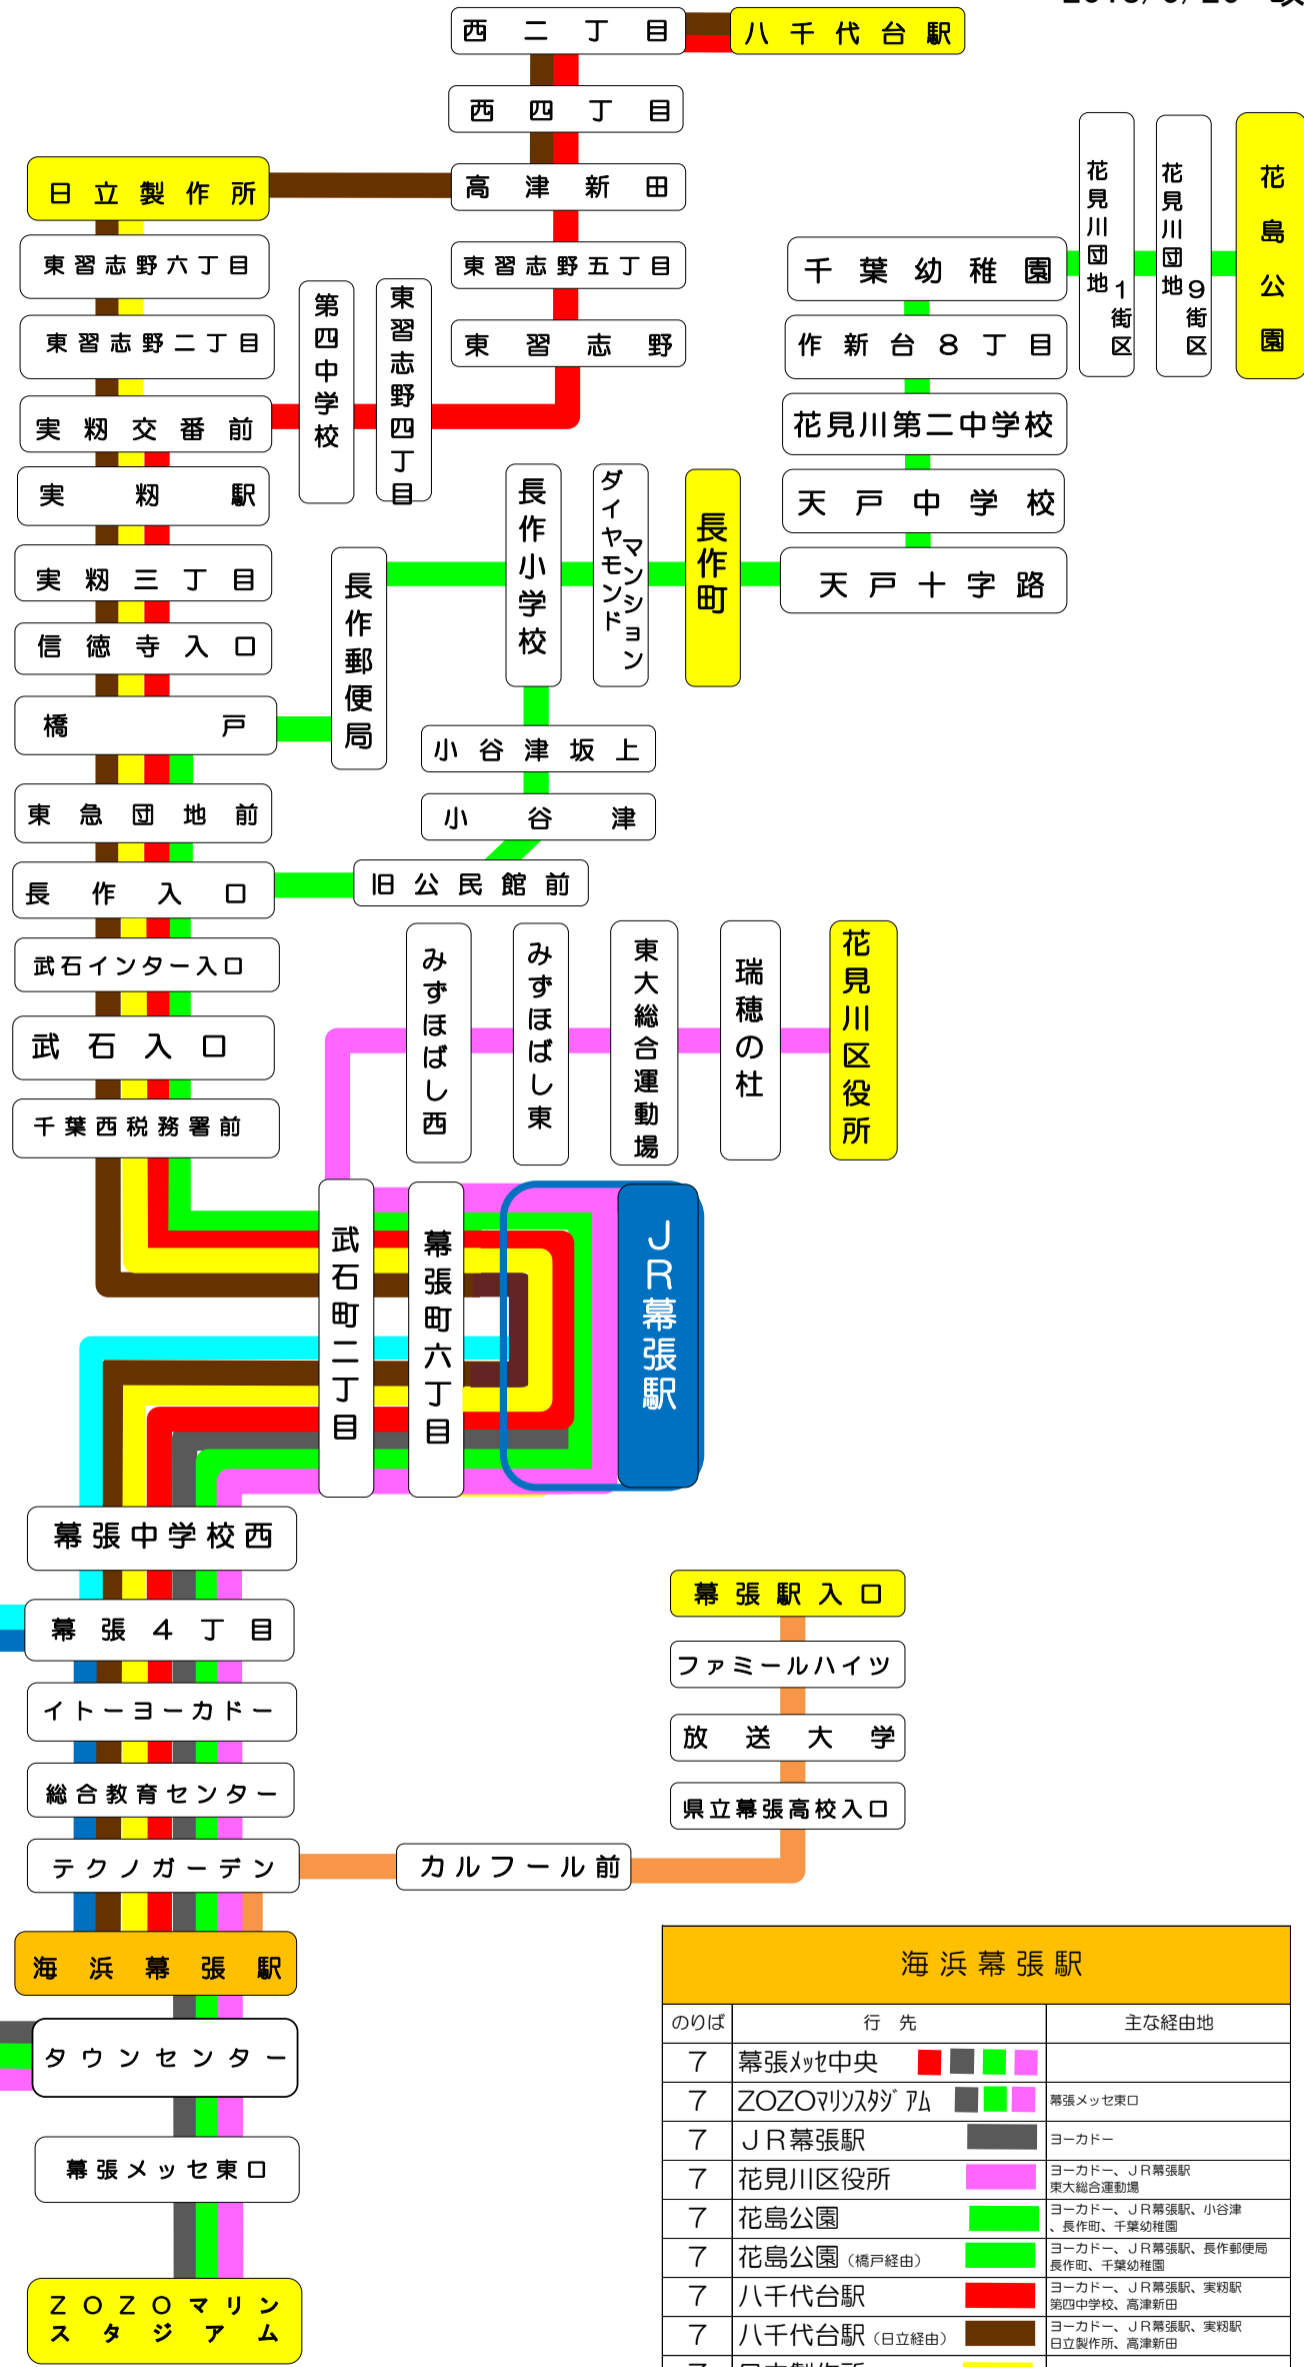 西二丁目
八千代台駅
西四丁目
日立製作所
高津新田
花見川団地1街区
花見川団地9街区
花島公園
東習志野六丁目
東習志野五丁目
千葉幼稚園
第四中学校
東習志野四丁目
東習志野二丁目
東習志野
作新台8丁目
実籾交番前
花見川第二中学校
実籾駅
長作小学校
ダイヤモンドマンション
長作町
天戸中学校
実籾三丁目
長作郵便局
天戸十字路
信徳寺入口
橋戸
小谷津坂上
東急団地前
小谷津
長作入口
旧公民館前
武石インター入口
みずほばし西
みずほばし東
東大総合運動場
瑞穂の杜
花見川区役所
武石入口
千葉西税務署前
武石町二丁目
幕張町六丁目
JR幕張駅
幕張中学校西
幕張駅入口
幕張4丁目
ファミールハイツ
イトーヨーカドー
放送大学
総合教育センター
県立幕張高校入口
テクノガーデン
カルフール前
海浜幕張駅
タウンセンター
幕張メッセ東口
ZOZOマリン
スタジアム
海浜幕張駅
のりば 行先 主な経由地
7 幕張メッセ中央
7 ZOZOマリンスタジアム 幕張メッセ東口
7 JR幕張駅 ヨーカドー
7 花見川区役所 ヨーカドー、JR幕張駅
東大総合運動場
7 花島公園 ヨーカドー、JR幕張駅、小谷津
、長作町、千葉幼稚園
7 花島公園(橋戸経由) ヨーカドー、JR幕張駅、長作郵便局
長作町、千葉幼稚園
7 八千代台駅 ヨーカドー、JR幕張駅、実籾駅
第四中学校、高津新田
7 八千代台駅(日立経由) ヨーカドー、JR幕張駅、実籾駅
日立製作所、高津新田